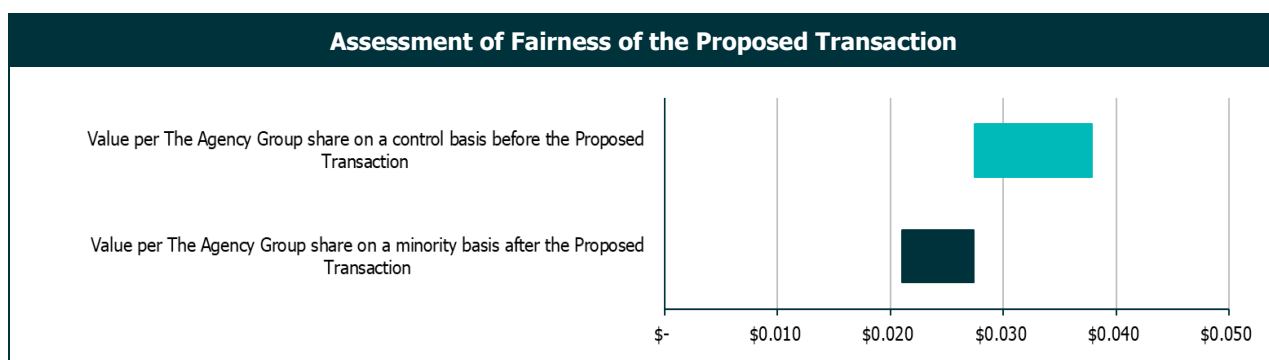 Assessment of Fairness of the Proposed Transaction
Value per The Agency Group share on a control basis before the Proposed
Transaction
Value per The Agency Group share on a minority basis after the Proposed
Transaction
$- $0.010 $0.020 $0.030 $0.040 $0.050